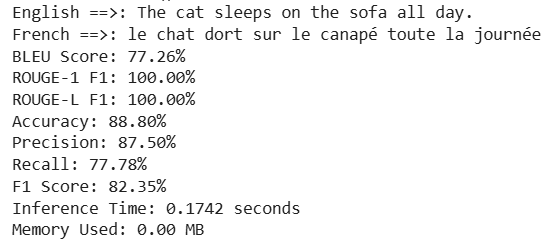 English ==>: The cat sleeps on the sofa all day.
French ==>: le chat dort sur le canapé toute la journée
BLEU Score: 77.26%
ROUGE-1 F1: 100.00%
ROUGE-L F1: 100.00%
Accuracy: 88.80%
Precision: 87.50%
Recall: 77.78%
F1 Score: 82.35%
Inference Time: 0.1742 seconds
Memory Used: 0.00 MB